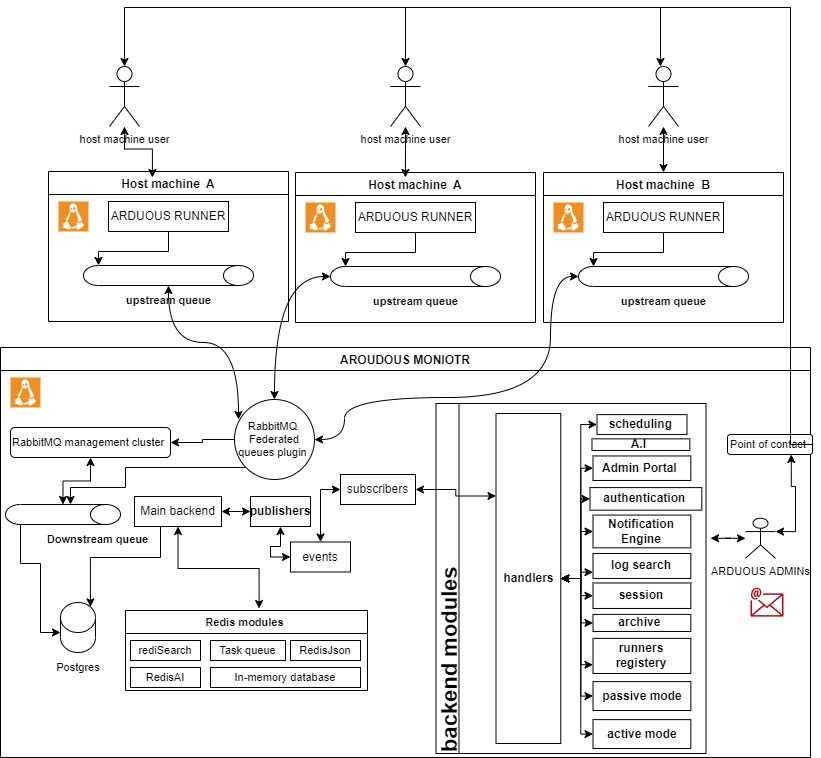 host machine user
host machine user
host machine user
Host machine A
Host machine A
Host machine B
ARDUOUS RUNNER
ARDUOUS RUNNER
ARDUOUS RUNNER
upstream queue
upstream queue
upstream queue
AROUDOUS MONIOTR
RabbitMQ
Federated
queues plugin
RabbitMQ management cluster
Downstream queue
Main backend
publishers
subscribers
events
Postgres
Redis modules
rediSearch
Task queue
RedisJson
RedisAI
In-memory database
backend modules
handlers
scheduling
A.I
Admin Portal
authentication
Notification
Engine
log search
session
archive
runners
registery
passive mode
active mode
Point of contact
ARDUOUS ADMINs
@